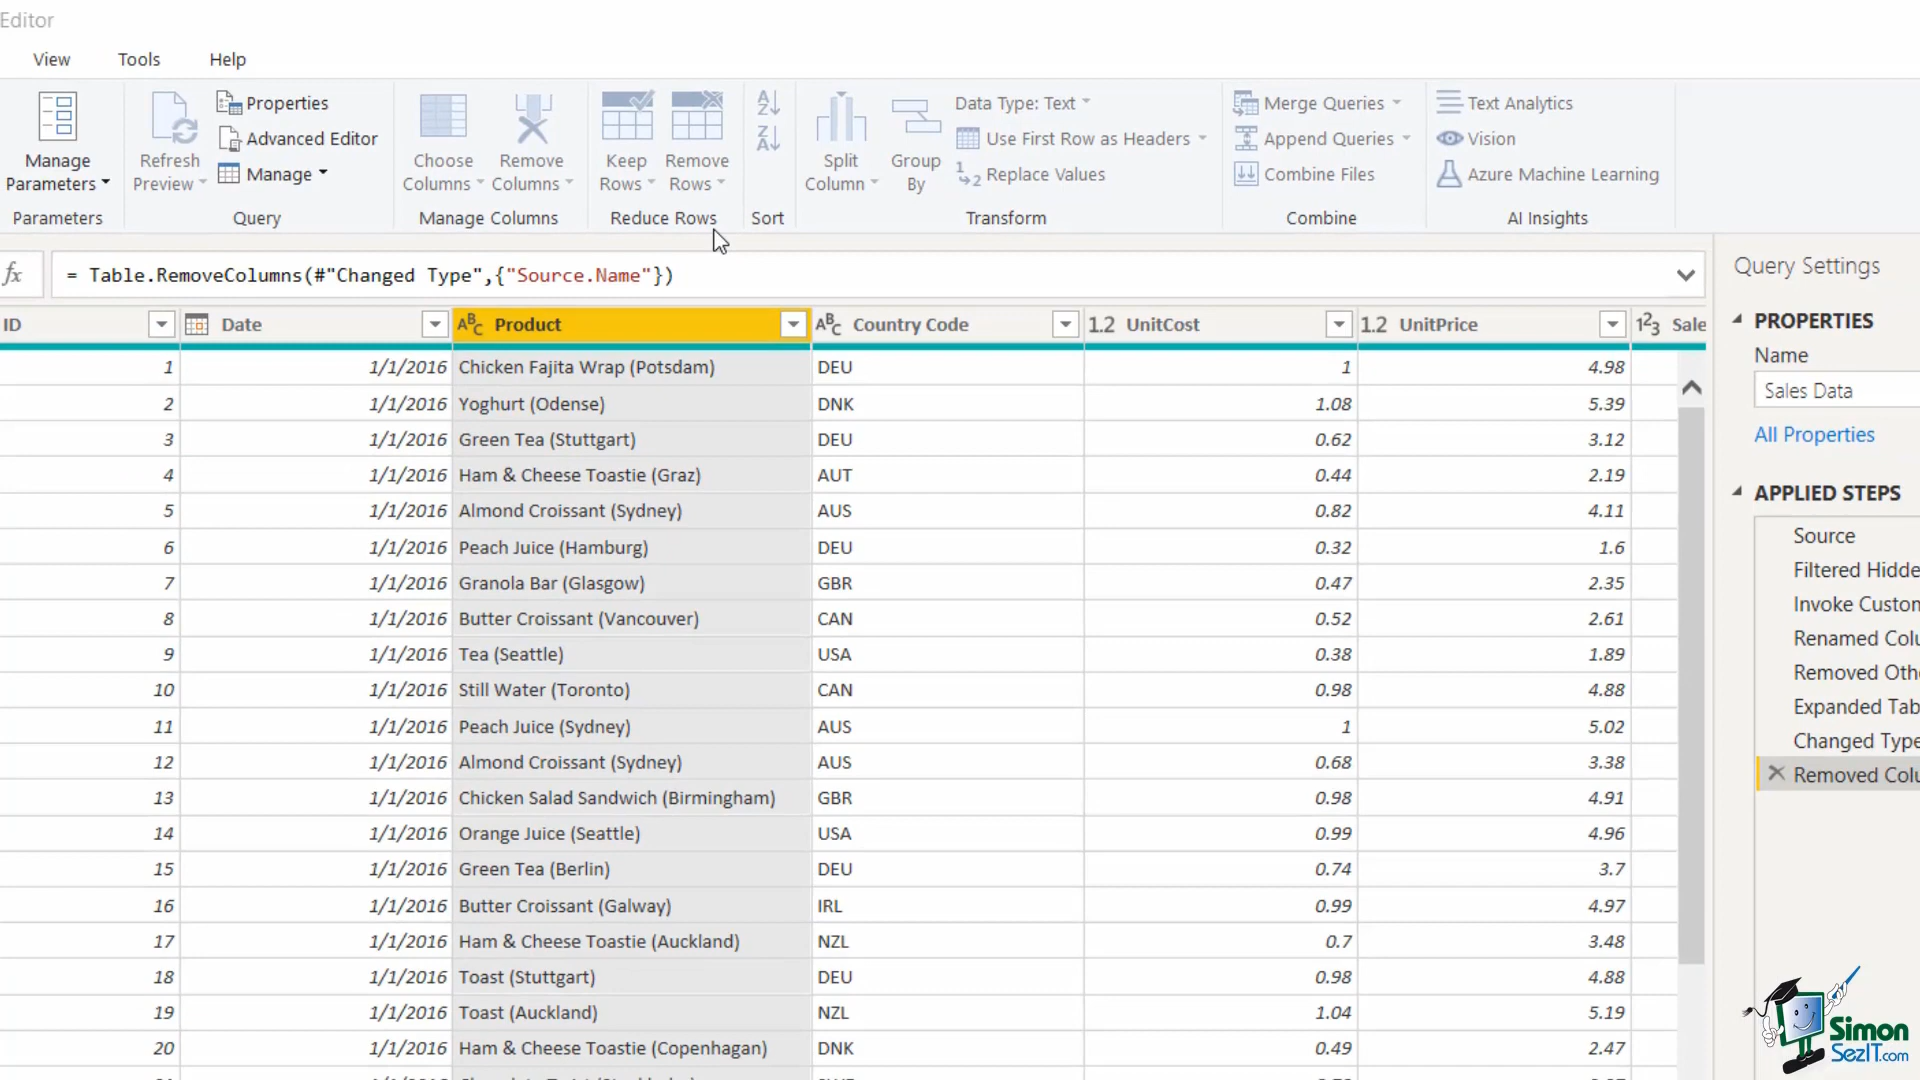 Editor
View Tools Help
Manage Parameters
Parameters
Refresh Preview
Properties
Advanced Editor
Manage
Query
Choose Columns
Remove Columns
Manage Columns
Keep Rows
Remove Rows
Reduce Rows
Sort
Split Column
Group By
Data Type: Text
Use First Row as Headers
Replace Values
Transform
Merge Queries
Append Queries
Combine Files
Combine
Text Analytics
Vision
Azure Machine Learning
AI Insights
fx = Table.RemoveColumns(#"Changed Type",{"Source.Name"})
ID Date ABC Product ABC Country Code 1.2 UnitCost 1.2 UnitPrice 123 Sale
1 1/1/2016 Chicken Fajita Wrap (Potsdam) DEU 1 4.98
2 1/1/2016 Yoghurt (Odense) DNK 1.08 5.39
3 1/1/2016 Green Tea (Stuttgart) DEU 0.62 3.12
4 1/1/2016 Ham & Cheese Toastie (Graz) AUT 0.44 2.19
5 1/1/2016 Almond Croissant (Sydney) AUS 0.82 4.11
6 1/1/2016 Peach Juice (Hamburg) DEU 0.32 1.6
7 1/1/2016 Granola Bar (Glasgow) GBR 0.47 2.35
8 1/1/2016 Butter Croissant (Vancouver) CAN 0.52 2.61
9 1/1/2016 Tea (Seattle) USA 0.38 1.89
10 1/1/2016 Still Water (Toronto) CAN 0.98 4.88
11 1/1/2016 Peach Juice (Sydney) AUS 1 5.02
12 1/1/2016 Almond Croissant (Sydney) AUS 0.68 3.38
13 1/1/2016 Chicken Salad Sandwich (Birmingham) GBR 0.98 4.91
14 1/1/2016 Orange Juice (Seattle) USA 0.99 4.96
15 1/1/2016 Green Tea (Berlin) DEU 0.74 3.7
16 1/1/2016 Butter Croissant (Galway) IRL 0.99 4.97
17 1/1/2016 Ham & Cheese Toastie (Auckland) NZL 0.7 3.48
18 1/1/2016 Toast (Stuttgart) DEU 0.98 4.88
19 1/1/2016 Toast (Auckland) NZL 1.04 5.19
20 1/1/2016 Ham & Cheese Toastie (Copenhagan) DNK 0.49 2.47
Query Settings
PROPERTIES
Name
Sales Data
All Properties
APPLIED STEPS
Source
Filtered Hidde
Invoke Custom
Renamed Colu
Removed Othe
Expanded Tab
Changed Type
Removed Colu
Simon
SezIT.com